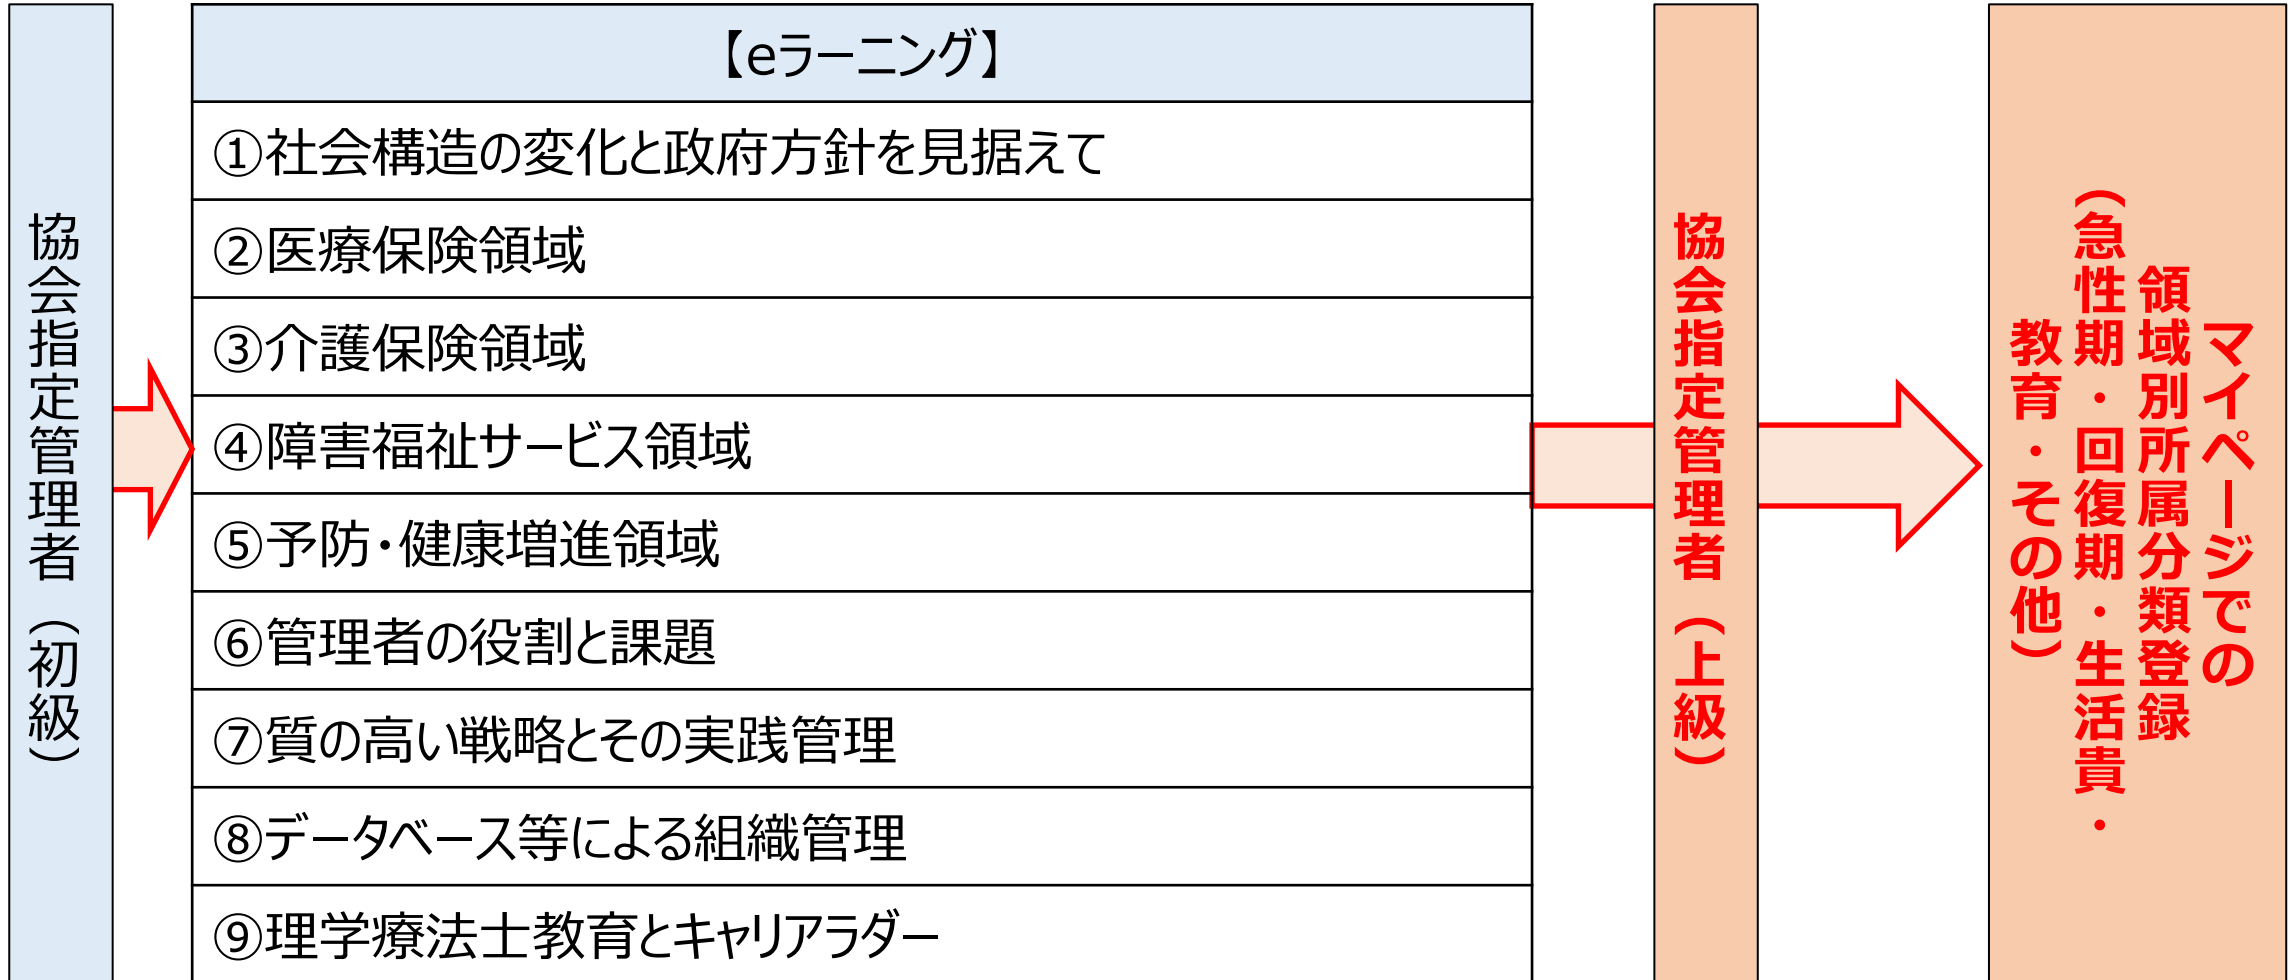 協会指定管理者（初級）
【eラーニング】
①社会構造の変化と政府方針を見据えて
②医療保険領域
③介護保険領域
④障害福祉サービス領域
⑤予防・健康増進領域
⑥管理者の役割と課題
⑦質の高い戦略とその実践管理
⑧データベース等による組織管理
⑨理学療法士教育とキャリアラダー
協会指定管理者（上級）
マイページでの
領域別所属分類登録
（急性期・回復期・生活貴・
教育・その他）